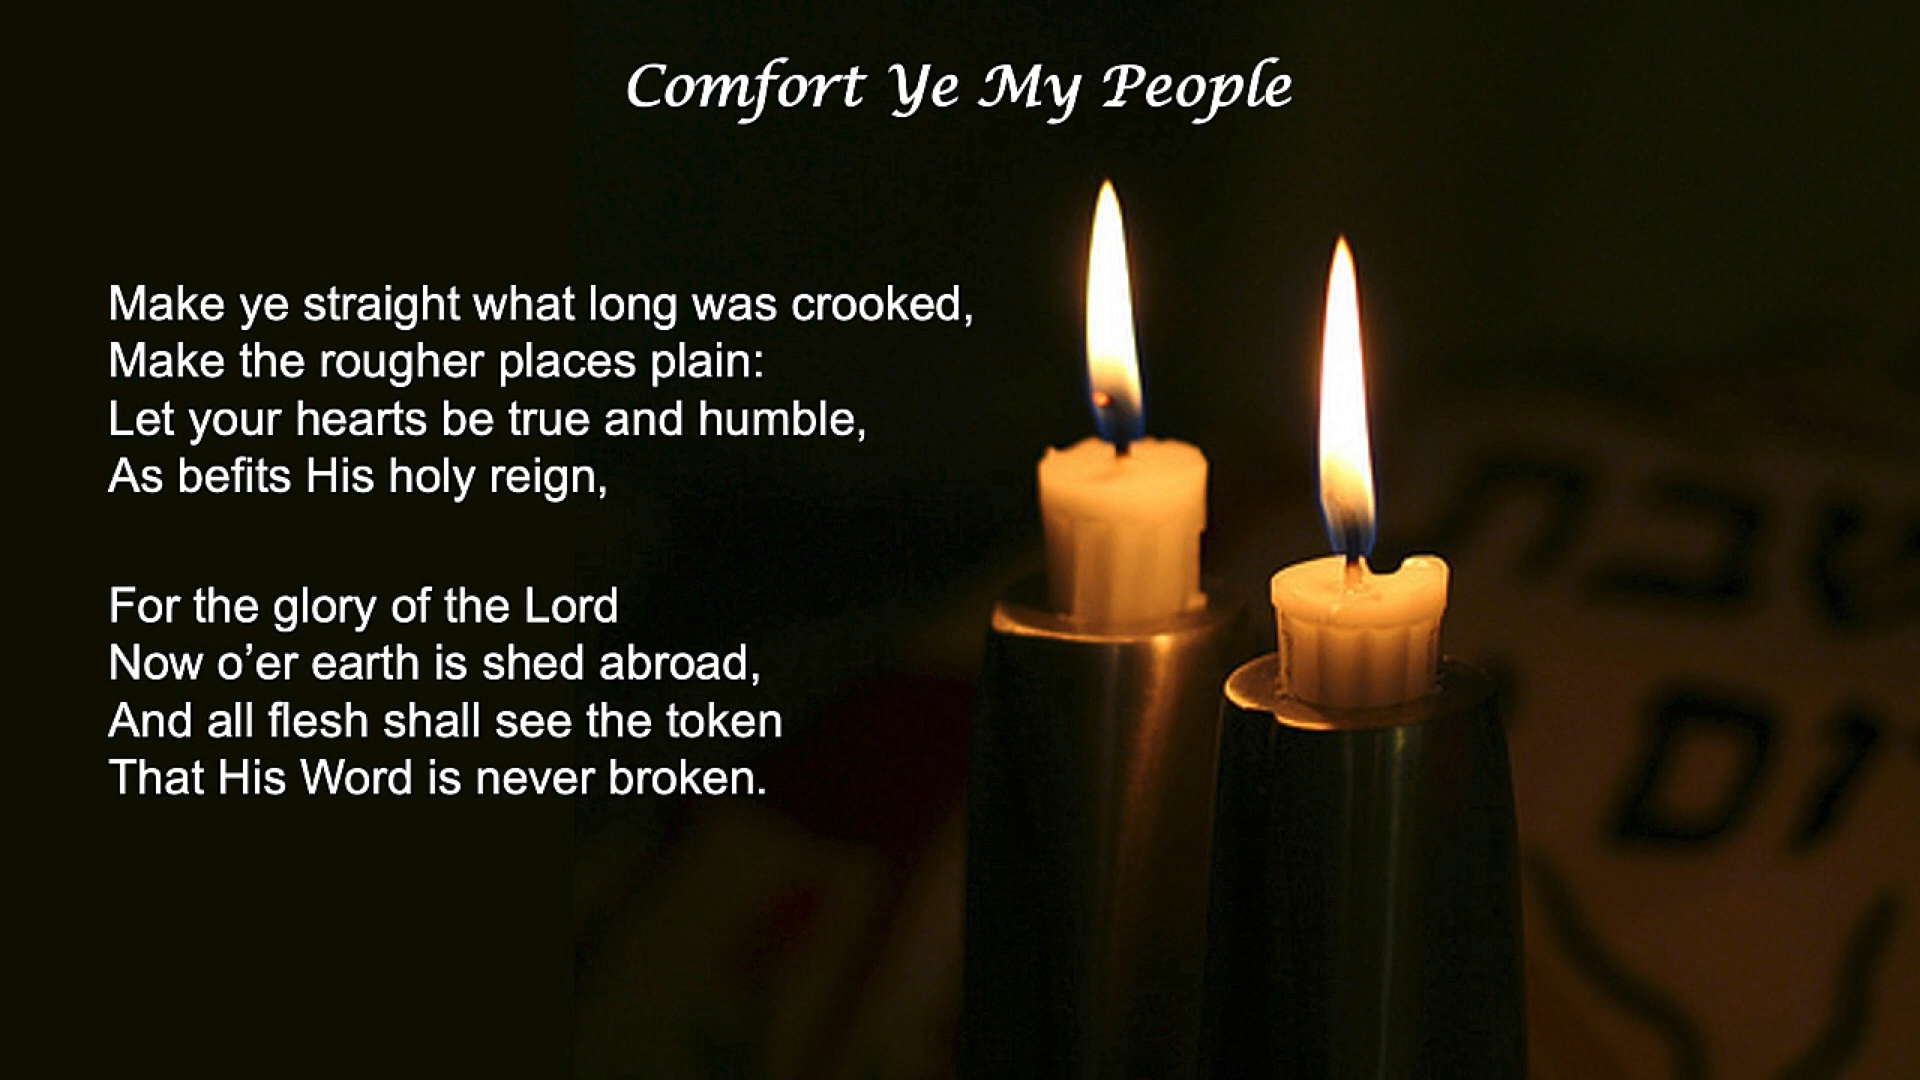 Comfort Ye My People
Make ye straight what long was crooked,
Make the rougher places plain:
Let your hearts be true and humble,
As befits His holy reign,
For the glory of the Lord
Now o’er earth is shed abroad,
And all flesh shall see the token
That His Word is never broken.
שבת